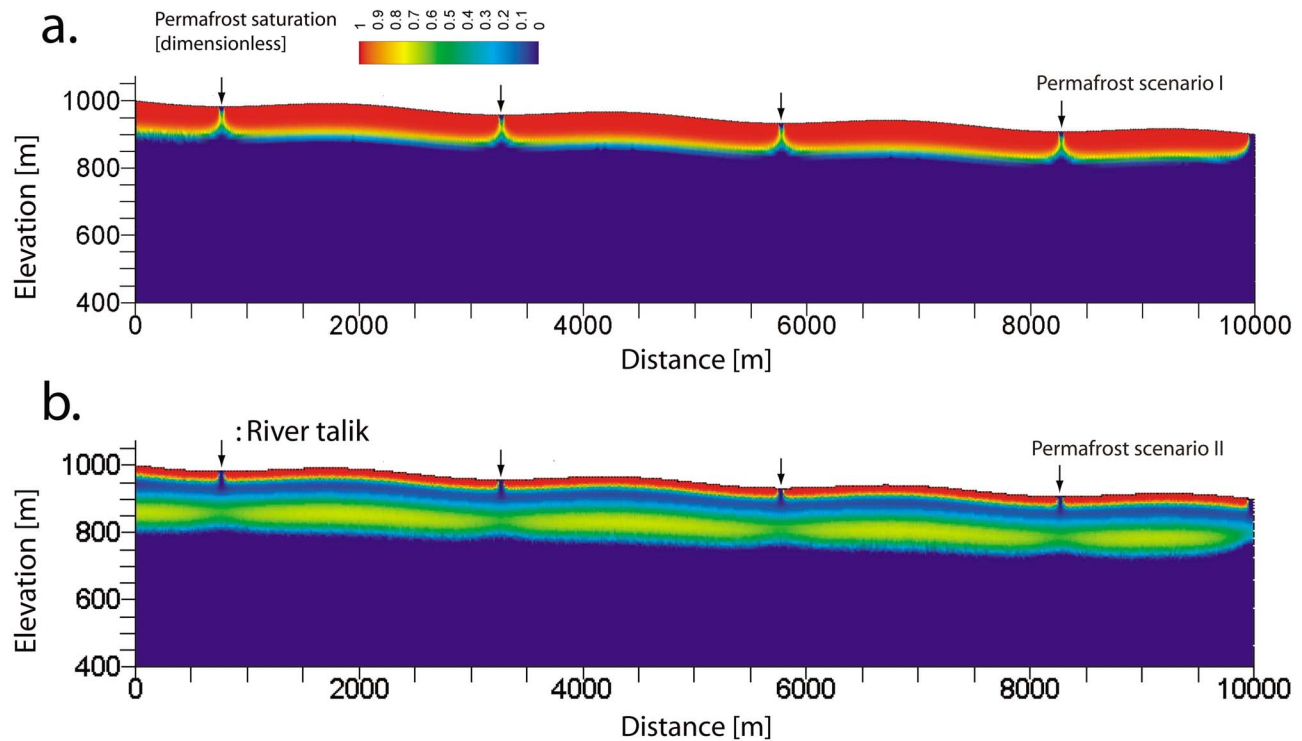 a.
Permafrost saturation
[dimensionless]
1
0.9
0.8
0.7
0.6
0.5
0.4
0.3
0.2
0.1
0
Permafrost scenario I
Elevation [m]
1000
800
600
400
0 2000 4000 6000 8000 10000
Distance [m]
b.
: River talik
Permafrost scenario II
Elevation [m]
1000
800
600
400
0 2000 4000 6000 8000 10000
Distance [m]